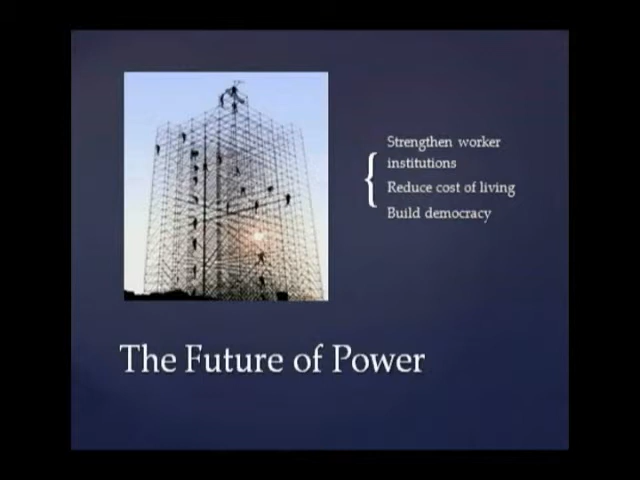 Strengthen worker
institutions
Reduce cost of living
Build democracy
The Future of Power